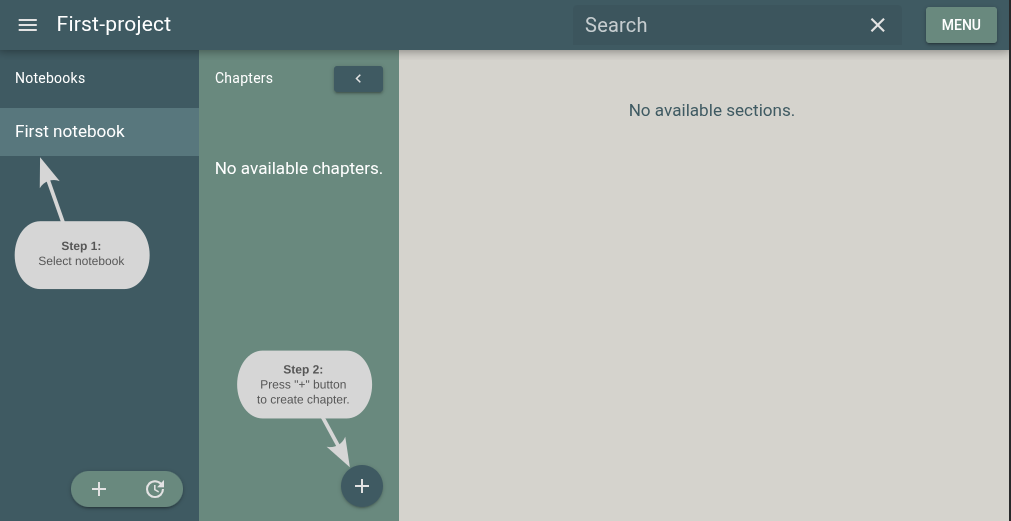 First-project
Search
MENU
Notebooks
Chapters
No available sections.
First notebook
No available chapters.
Step 1:
Select notebook
Step 2:
Press "+" button
to create chapter.